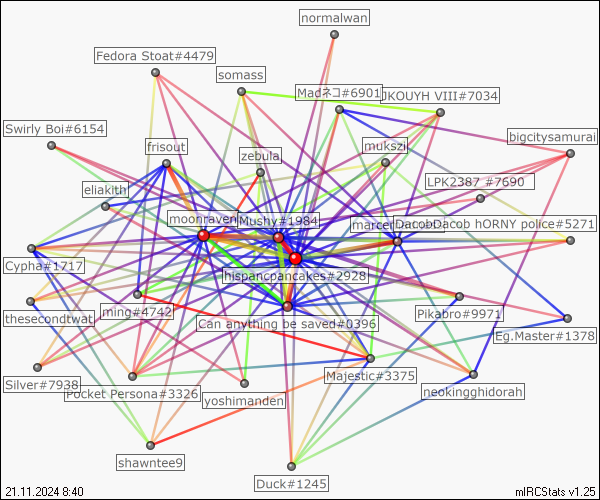 normalwan
Fedora Stoat#4479
somass
Madネコ#6901
JKOUYH VIII#7034
Swirly Boi#6154
bigcitysamurai
frisout
zebula
mukszi
eliakith
LPK2387 #7690
moonraven
Mushy#1984
DacobDacob hORNY police#5271
Cypha#1717
hispancpancakes#2928
thesecondtwat
ming#4742
Can anything be saved#0396
Pikabro#9971
Eg.Master#1378
Silver#7938
Pocket Persona#3326
yoshimanden
Majestic#3375
neokingghidorah
shawntee9
Duck#1245
21.11.2024 8:40
mIRCStats v1.25